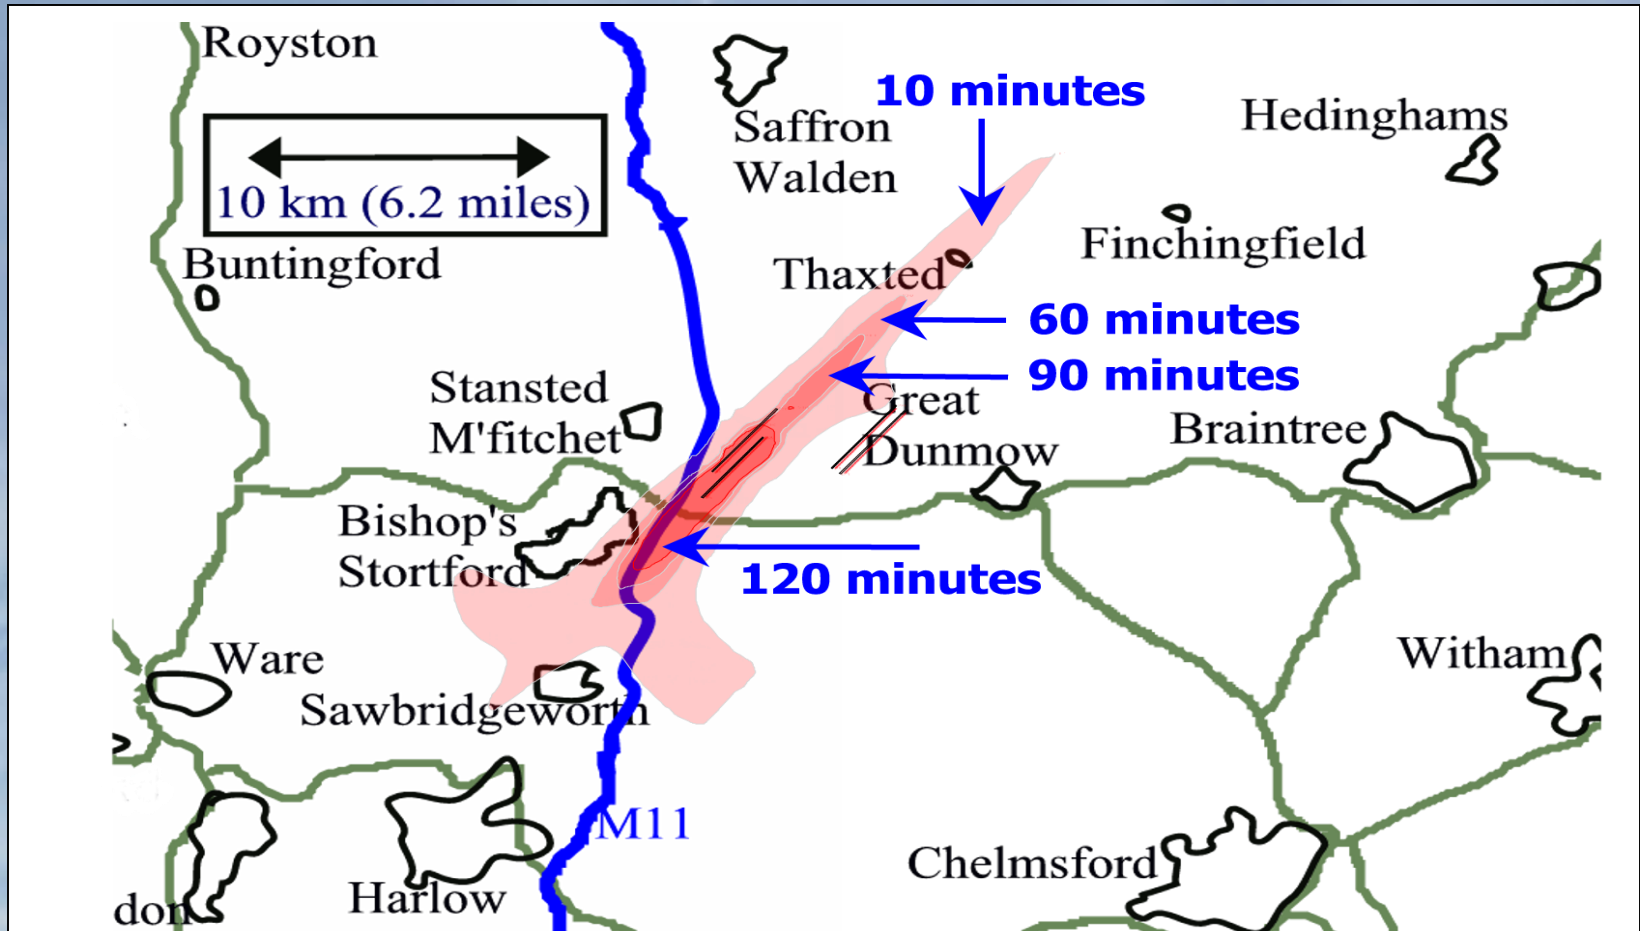 Royston
10 minutes
Hedinghams
Saffron
Walden
10 km (6.2 miles)
Finchingfield
Buntingford
Thaxted
60 minutes
90 minutes
Stansted
M'fitchet
Great
Dunmow
Braintree
Bishop's
Stortford
120 minutes
Ware
Witham
Sawbridgeworth
M11
Chelmsford
Harlow
don